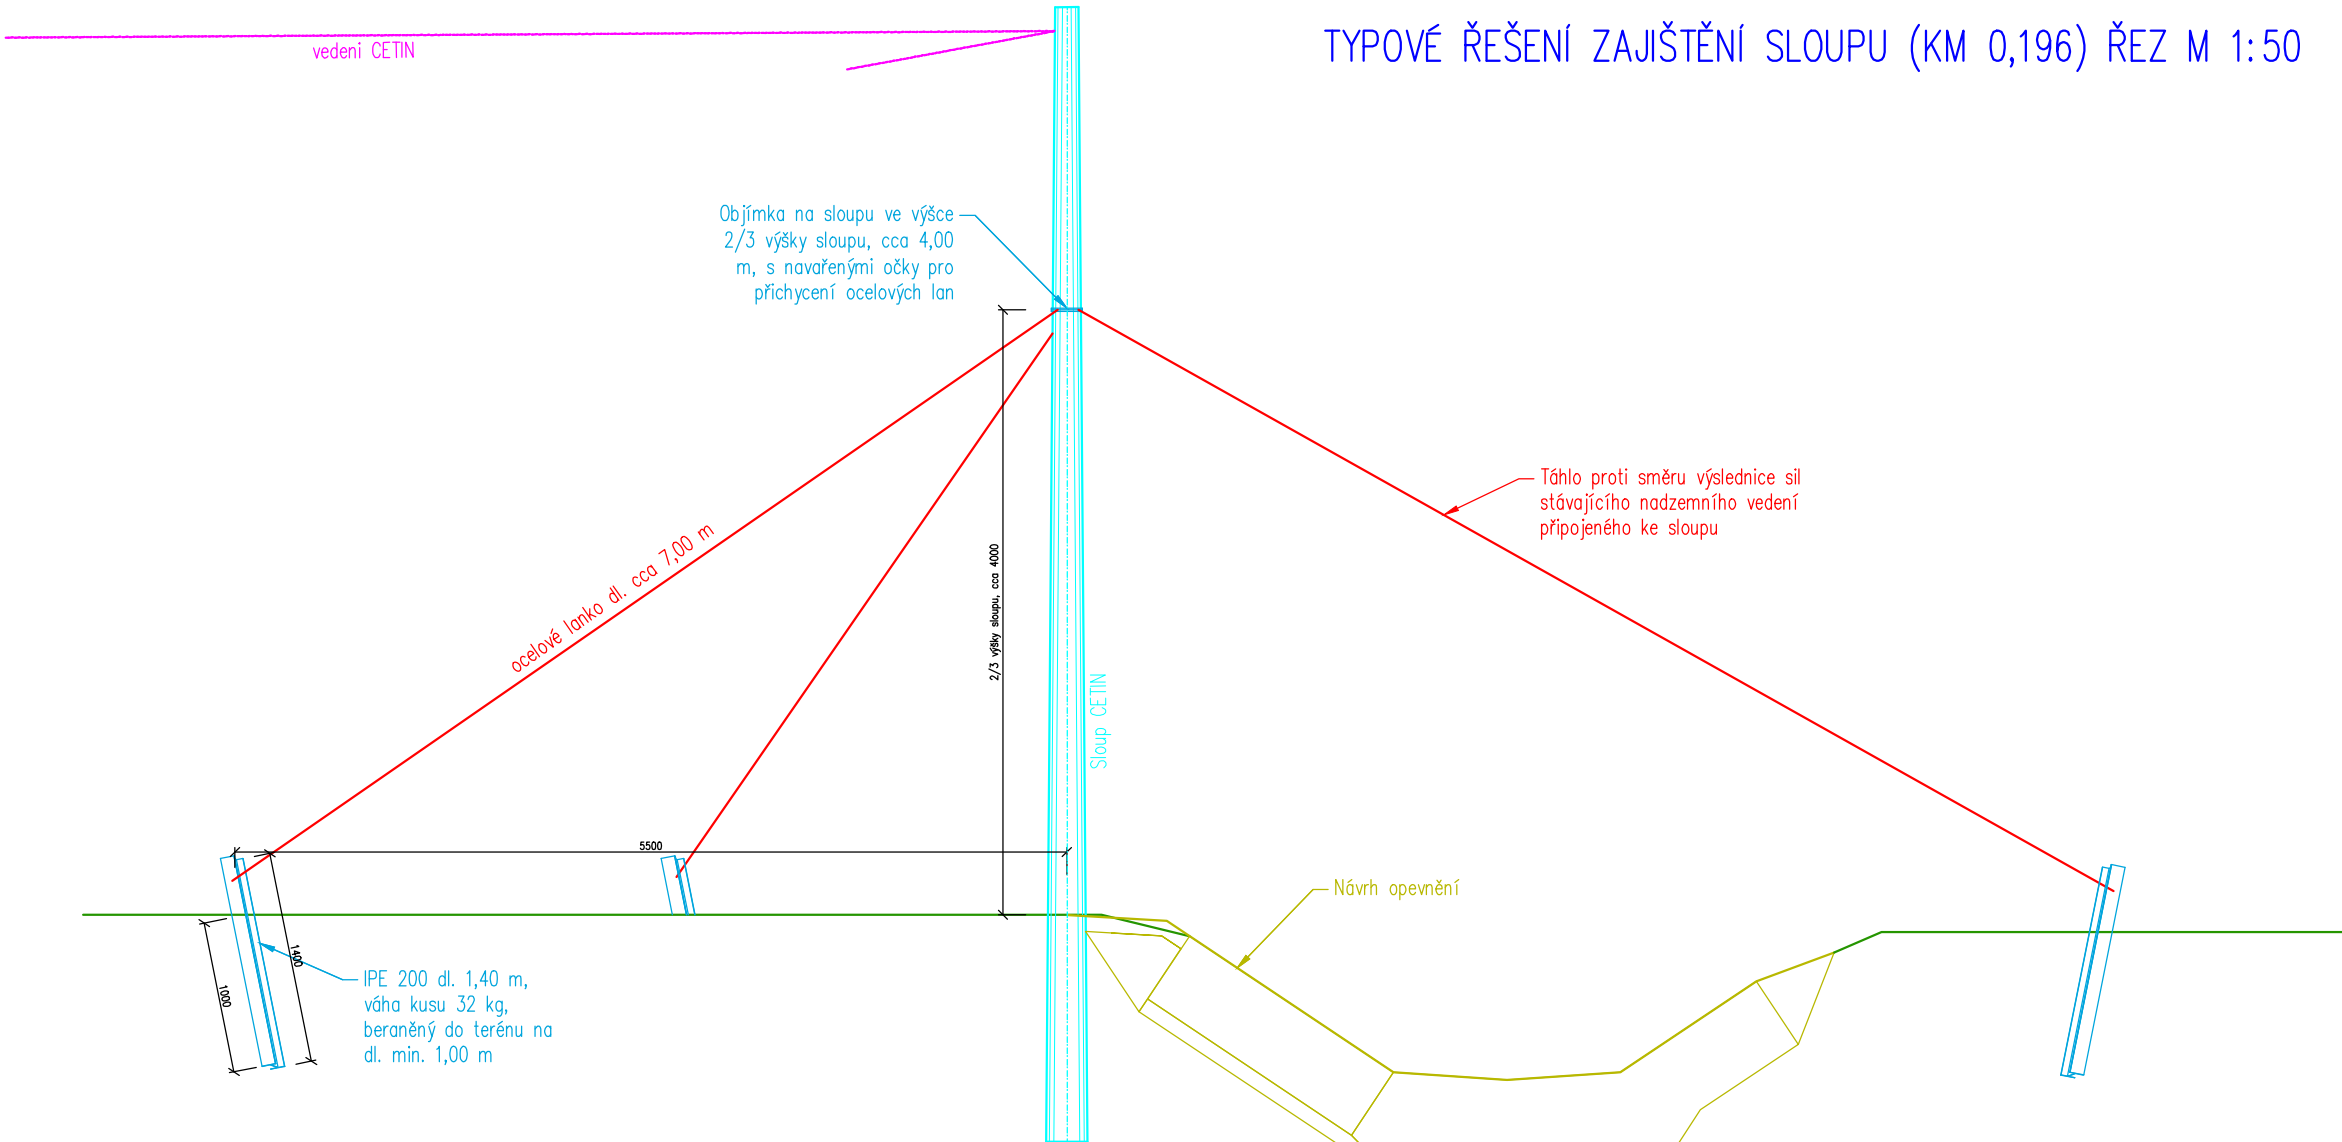 TYPOVÉ ŘEŠENÍ ZAJIŠTĚNÍ SLOUPU (KM 0,196) ŘEZ M 1:50
vedeni CETIN
Objímka na sloupu ve výšce
2/3 výšky sloupu, cca 4,00
m, s navařenými očky pro
přichycení ocelových lan
Táhlo proti směru výslednice sil
stávajícího nadzemního vedení
připojeného ke sloupu
ocelové lanko dl. cca 7,00 m
2/3 výšky sloupu, cca 4000
Sloup CETIN
5500
Návrh opevnění
1400
1000
IPE 200 dl. 1,40 m,
váha kusu 32 kg,
beraněný do terénu na
dl. min. 1,00 m